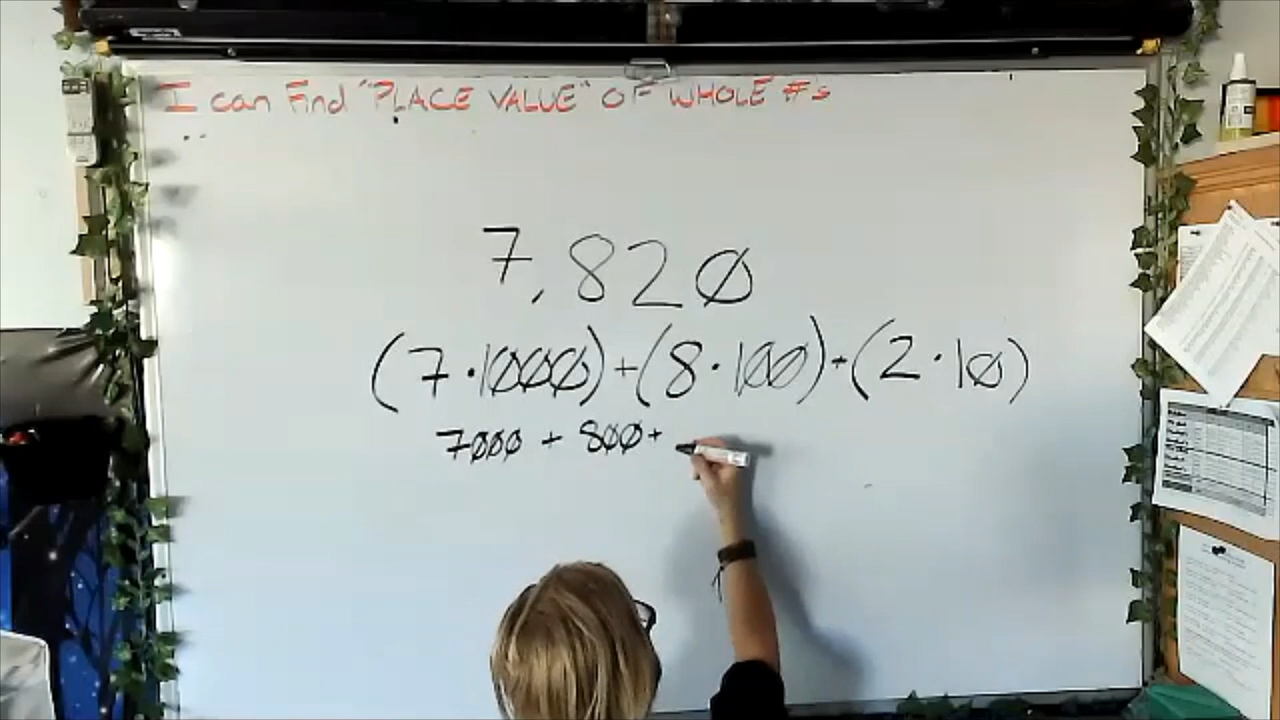 I can Find "PLACE VALUE" OF WHOLE #s
7,820
(7·1000)+(8·100)+(2·10)
7000 + 800+